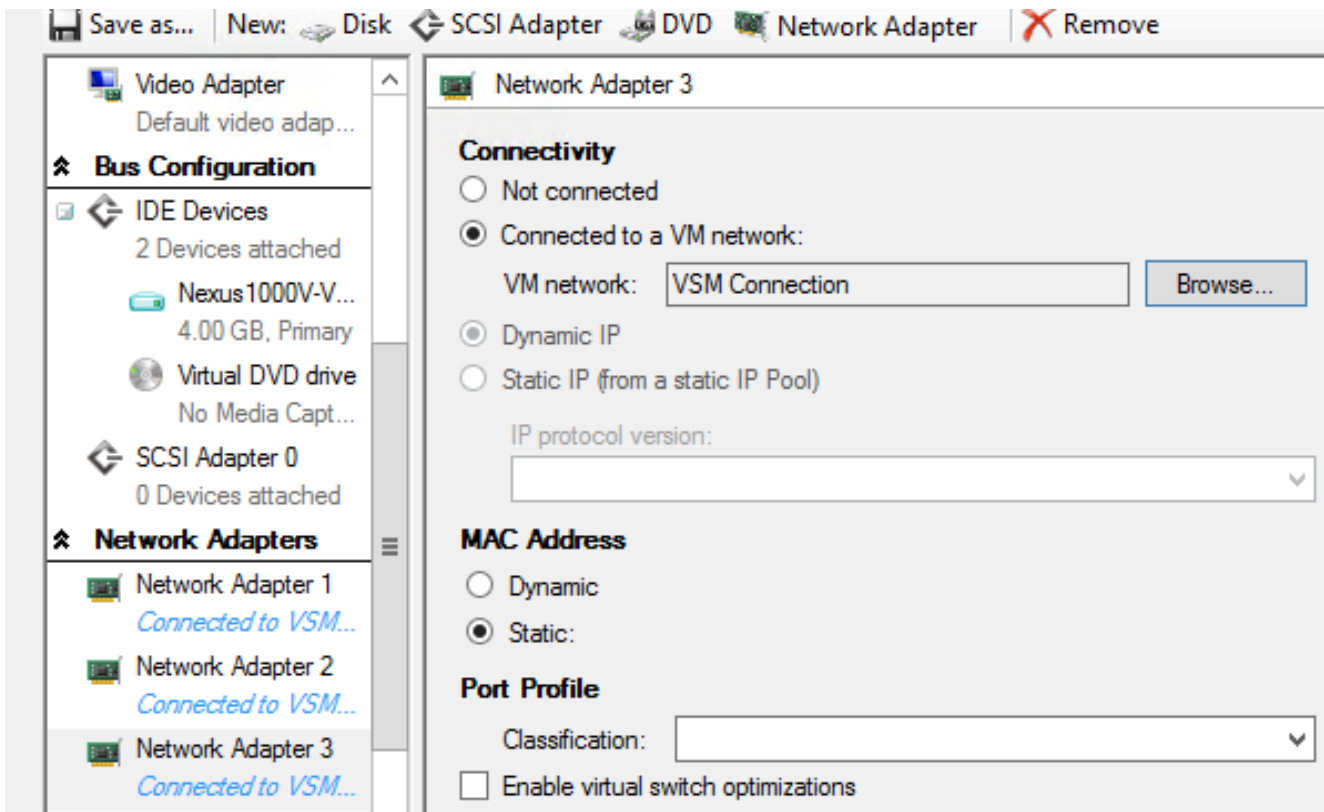 Save as... New: Disk SCSI Adapter DVD Network Adapter Remove
Video Adapter
Default video adap...
Bus Configuration
IDE Devices
2 Devices attached
Nexus1000V-V...
4.00 GB, Primary
Virtual DVD drive
No Media Capt...
SCSI Adapter 0
0 Devices attached
Network Adapters
Network Adapter 1
Connected to VSM...
Network Adapter 2
Connected to VSM...
Network Adapter 3
Connected to VSM...
Network Adapter 3
Connectivity
Not connected
Connected to a VM network:
VM network: VSM Connection Browse...
Dynamic IP
Static IP (from a static IP Pool)
IP protocol version:
MAC Address
Dynamic
Static:
Port Profile
Classification:
Enable virtual switch optimizations